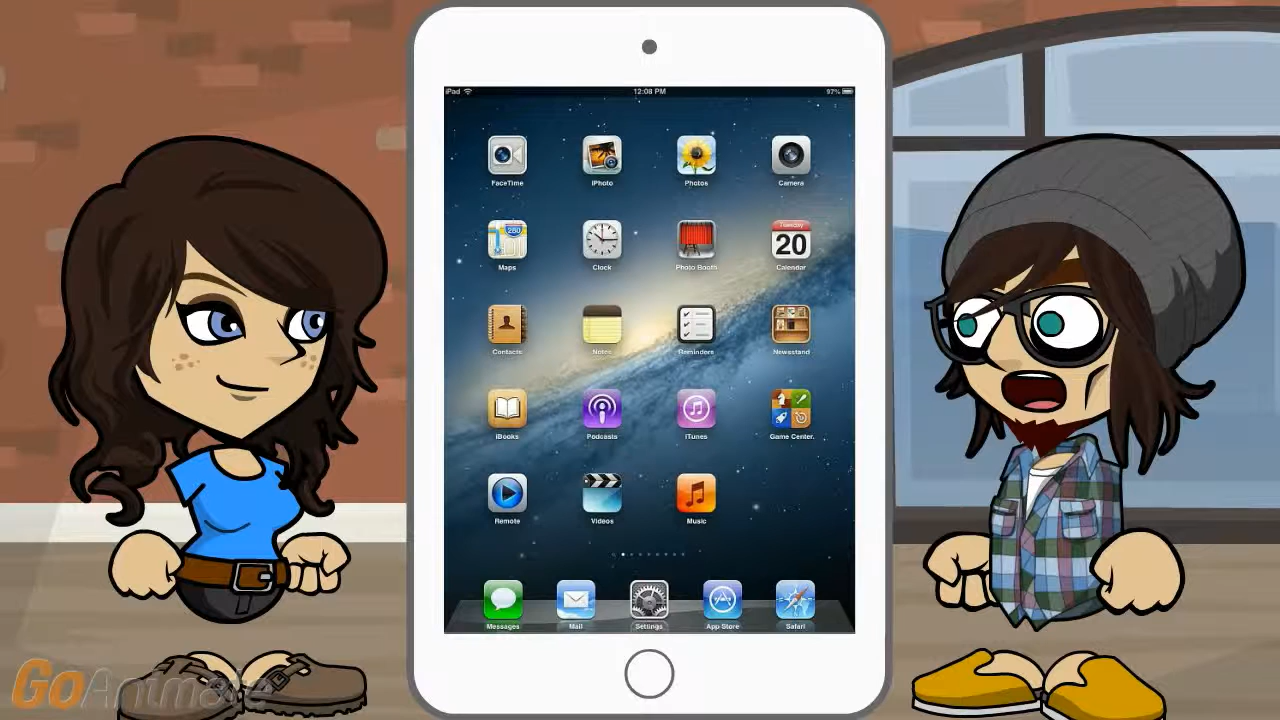 iPad 12:08 PM 97%
FaceTime iPhoto Photos Camera
280 Tuesday 20
Maps Clock Photo Booth Calendar
Contacts Notes Reminders Newsstand
iBooks Podcasts iTunes Game Center
Remote Videos Music
Messages Mail Settings App Store Safari
GoAnimate